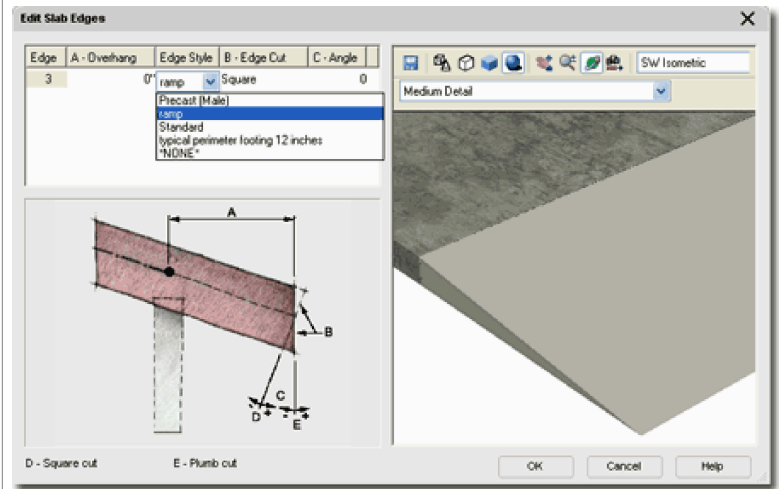 Edit Slab Edges
Edge A - Overhang Edge Style B - Edge Cut C - Angle
3 0" ramp Square 0
Precast (Male)
ramp
Standard
typical perimeter footing 12 inches
*NONE*
SW Isometric
Medium Detail
A
B
C
D
E
D - Square cut E - Plumb cut
OK Cancel Help